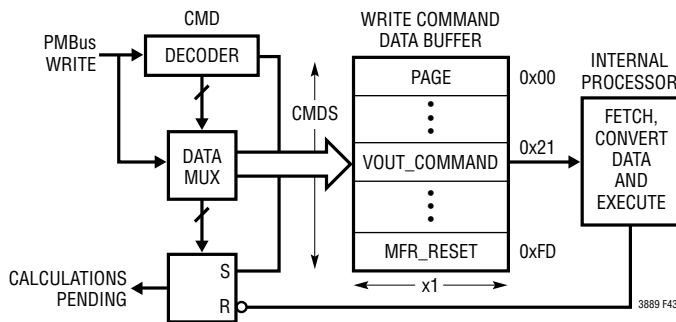 CMD
PMBus
WRITE
DECODER
DATA
MUX
CMDS
S
R
CALCULATIONS
PENDING
WRITE COMMAND
DATA BUFFER
PAGE
0x00
VOUT_COMMAND
0x21
MFR_RESET
0xFD
x1
INTERNAL
PROCESSOR
FETCH,
CONVERT
DATA
AND
EXECUTE
3889 F43